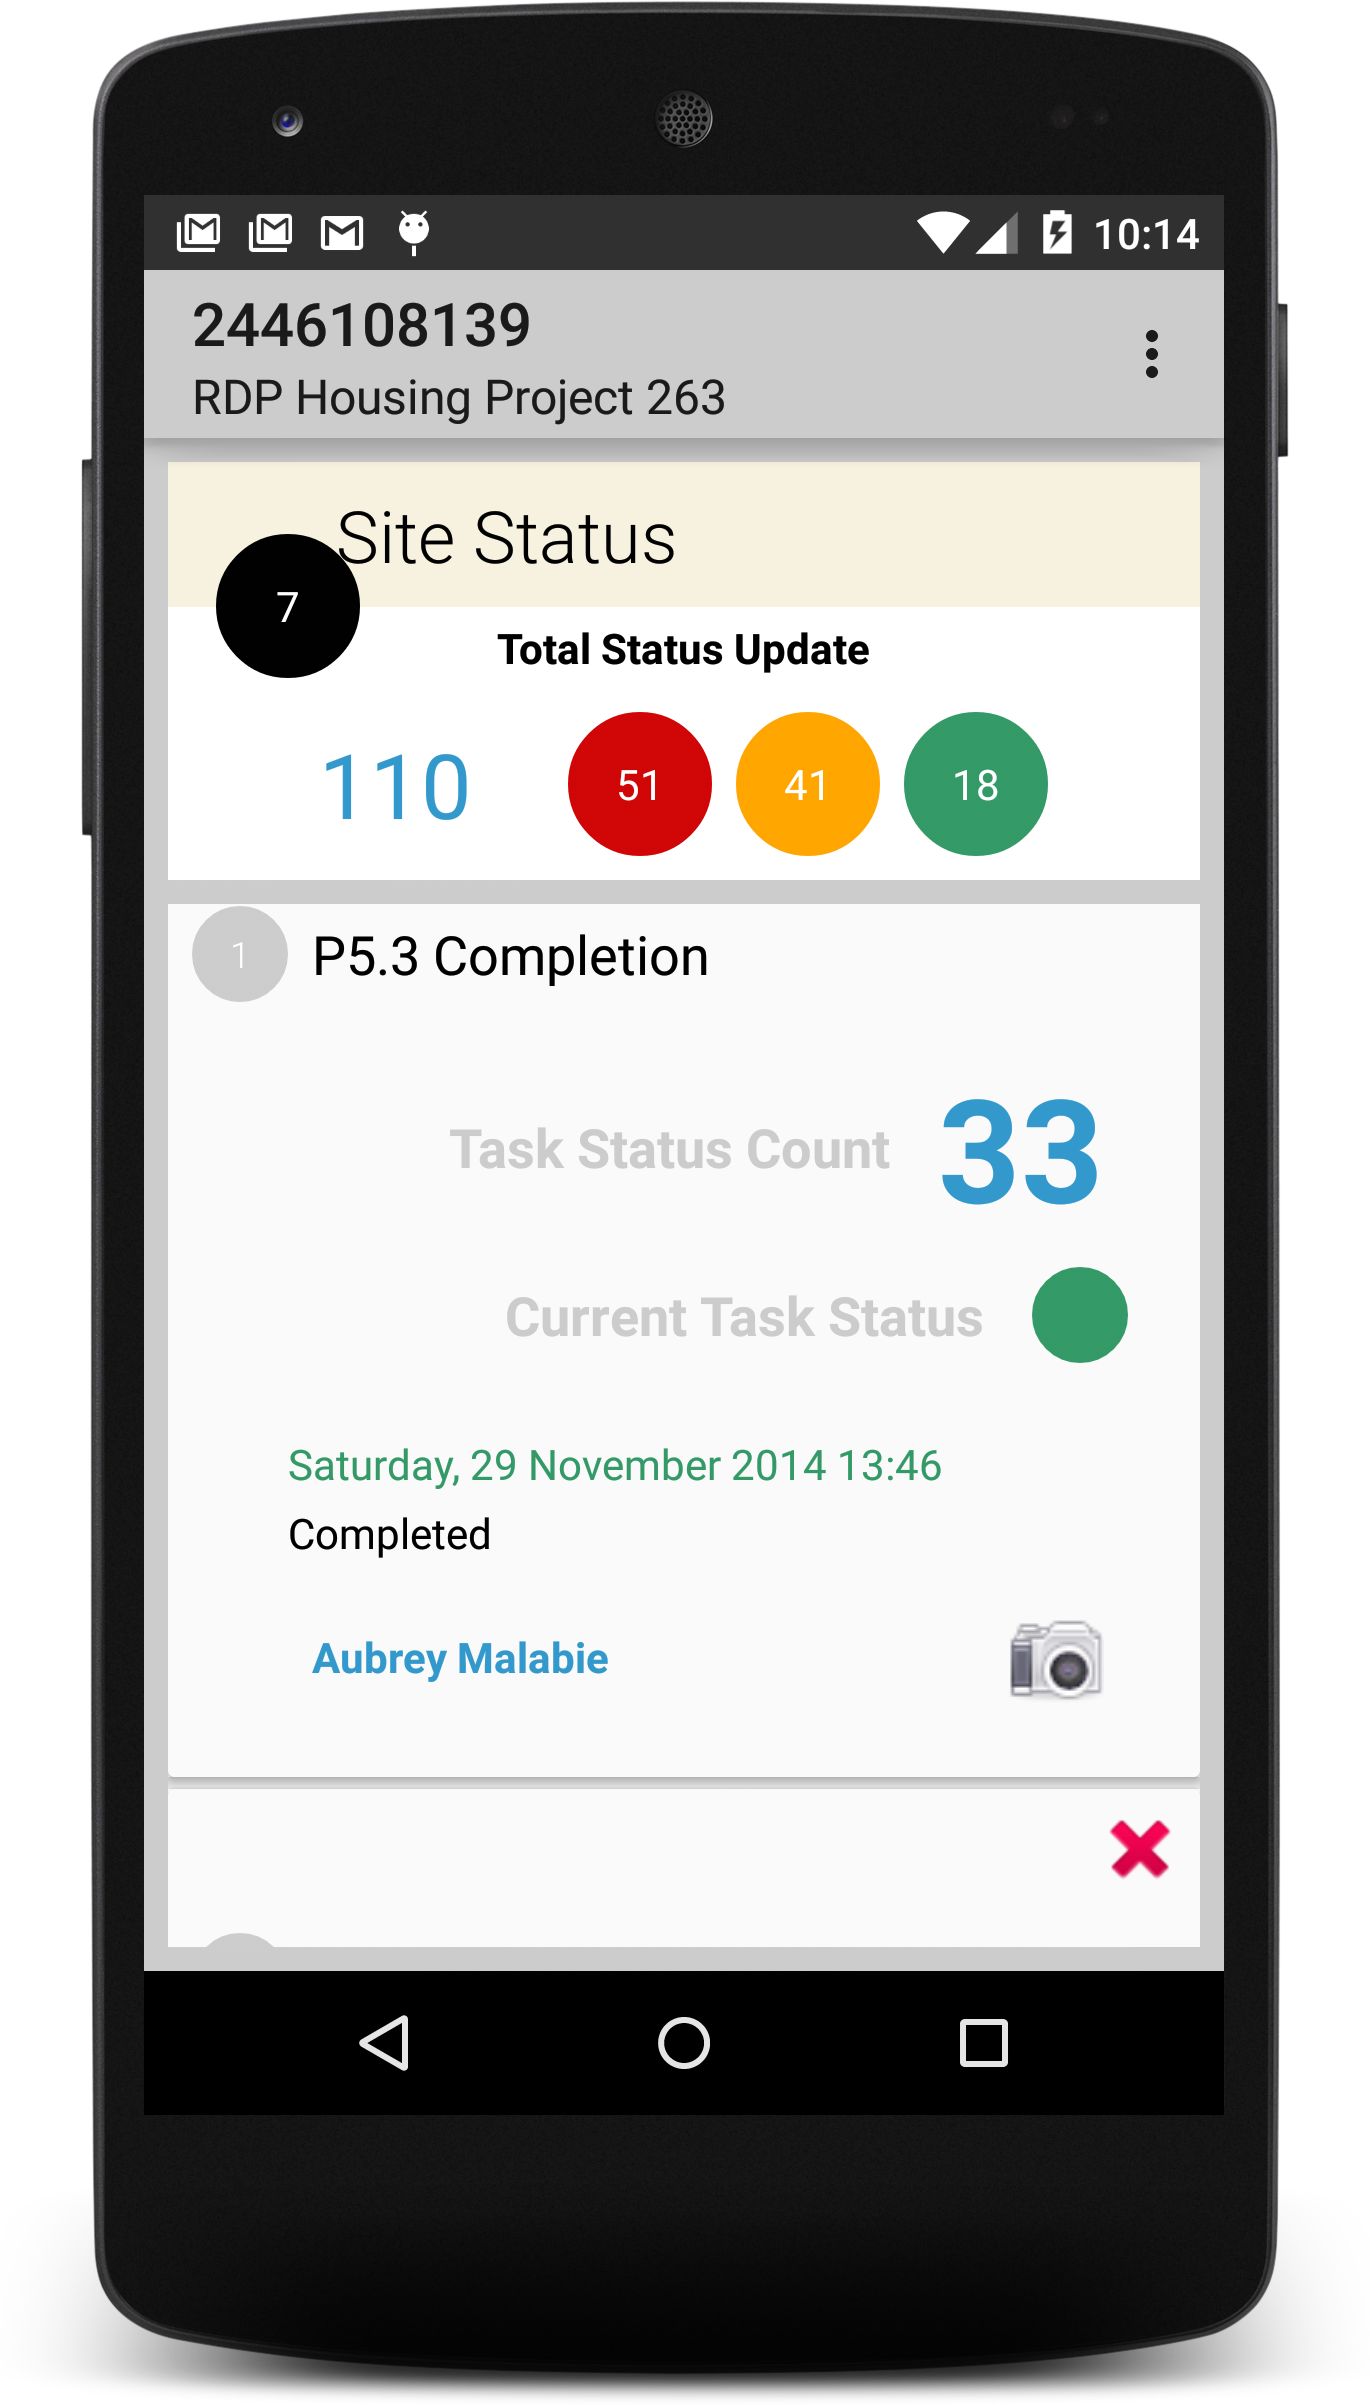 10:14
2446108139
RDP Housing Project 263
Site Status
7
Total Status Update
110 51 41 18
1 P5.3 Completion
Task Status Count 33
Current Task Status
Saturday, 29 November 2014 13:46
Completed
Aubrey Malabie